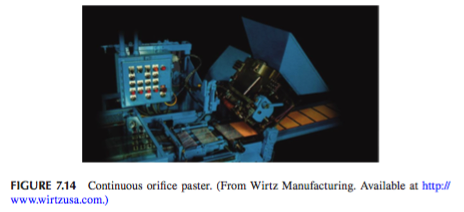 FIGURE 7.14 Continuous orifice paster. (From Wirtz Manufacturing. Available at http://
www.wirtzusa.com.)